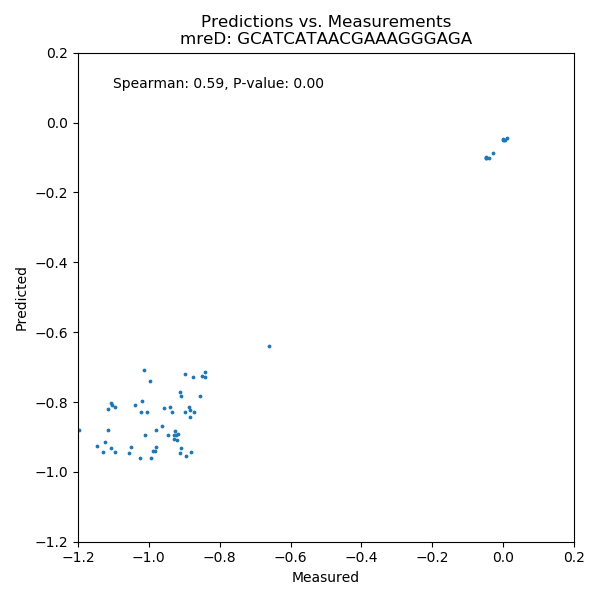 Predictions vs. Measurements
mreD: GCATCATAACGAAAGGGAGA
Spearman: 0.59, P-value: 0.00
0.2
0.0
−0.2
−0.4
−0.6
−0.8
−1.0
−1.2
Predicted
−1.2 −1.0 −0.8 −0.6 −0.4 −0.2 0.0 0.2
Measured